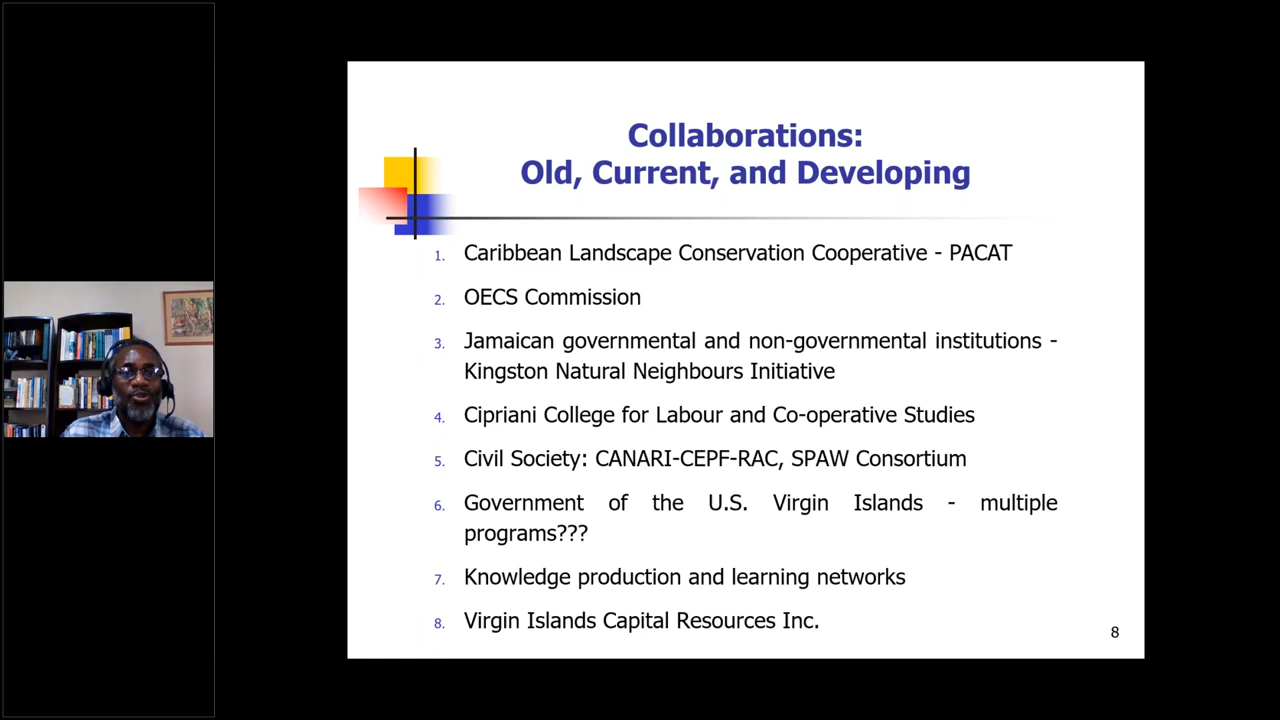 Collaborations:
Old, Current, and Developing
1. Caribbean Landscape Conservation Cooperative - PACAT
2. OECS Commission
3. Jamaican governmental and non-governmental institutions -
Kingston Natural Neighbours Initiative
4. Cipriani College for Labour and Co-operative Studies
5. Civil Society: CANARI-CEPF-RAC, SPAW Consortium
6. Government of the U.S. Virgin Islands - multiple
programs???
7. Knowledge production and learning networks
8. Virgin Islands Capital Resources Inc.
8